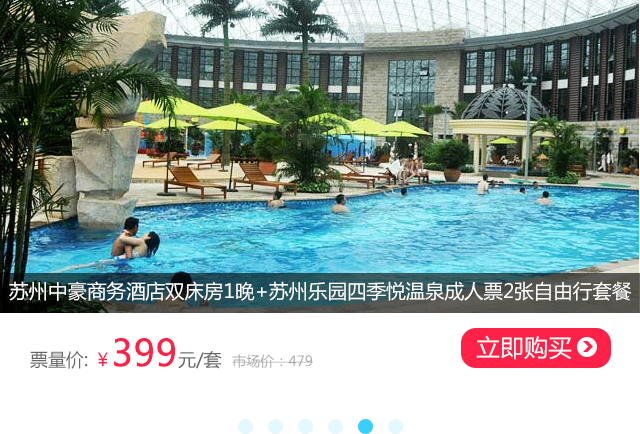 苏州中豪商务酒店双床房1晚+苏州乐园四季悦温泉成人票2张自由行套餐
票量价: ¥399元/套 市场价：479 立即购买